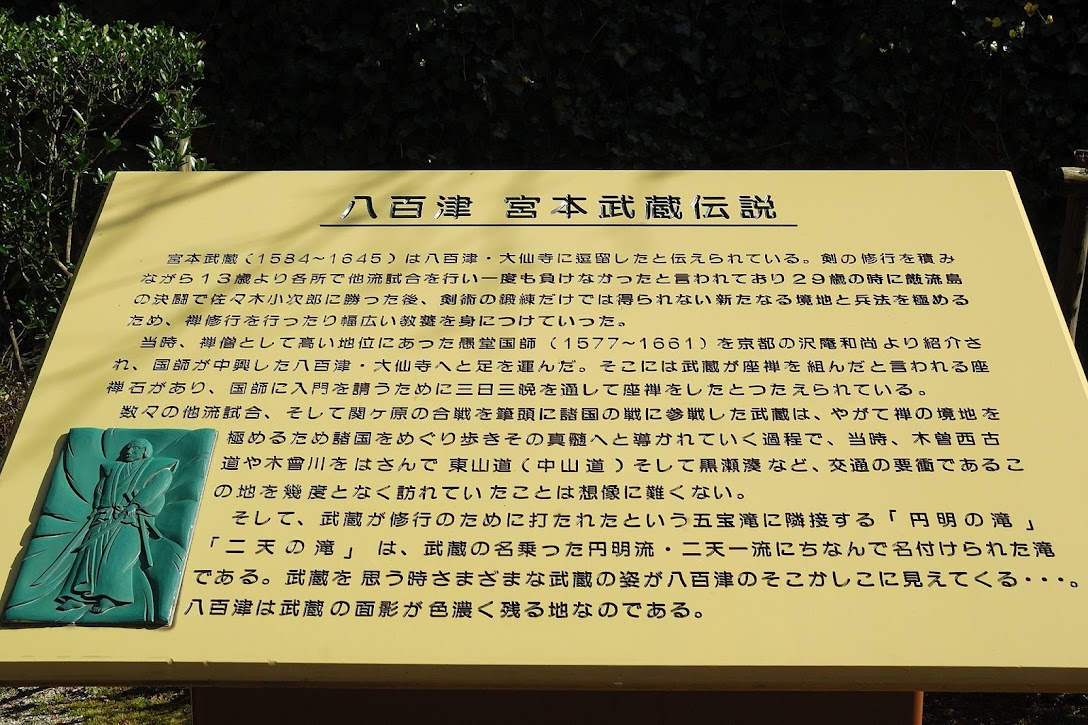 八百津 宮本武蔵伝説
宮本武蔵(1584~1645)は八百津・大仙寺に逗留したと伝えられている。剣の修行を積み
ながら13歳より各所で他流試合を行い一度も負けなかったと言われており29歳の時に巌流島
の決闘で佐々木小次郎に勝った後、剣術の鍛練だけでは得られない新たなる境地と兵法を極める
ため、禅修行を行ったり幅広い教養を身につけていった。
当時、禅僧として高い地位にあった愚堂国師(1577~1661)を京都の沢庵和尚より紹介さ
れ、国師が中興した八百津・大仙寺へと足を運んだ。そこには武蔵が座禅を組んだと言われる座
禅石があり、国師に入門を請うために三日三晩を通して座禅をしたとつたえられている。
数々の他流試合、そして関ヶ原の合戦を筆頭に諸国の戦に参戦した武蔵は、やがて禅の境地を
極めるため諸国をめぐり歩きその真髄へと導かれていく過程で、当時、木曽西古
道や木曾川をはさんで東山道(中山道)そして黒瀬湊など、交通の要衝であるこ
の地を幾度となく訪れていたことは想像に難くない。
そして、武蔵が修行のために打たれたという五宝滝に隣接する「円明の滝」
「二天の滝」は、武蔵の名乗った円明流・二天一流にちなんで名付けられた滝
である。武蔵を思う時さまざまな武蔵の姿が八百津のそこかしこに見えてくる・・・。
八百津は武蔵の面影が色濃く残る地なのである。